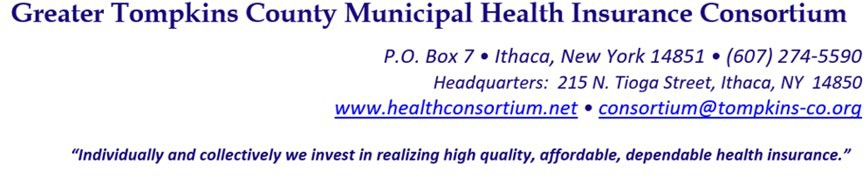 Greater Tompkins County Municipal Health Insurance Consortium
P.O. Box 7 • Ithaca, New York 14851 • (607) 274-5590
Headquarters: 215 N. Tioga Street, Ithaca, NY 14850
www.healthconsortium.net • consortium@tompkins-co.org
“Individually and collectively we invest in realizing high quality, affordable, dependable health insurance.”